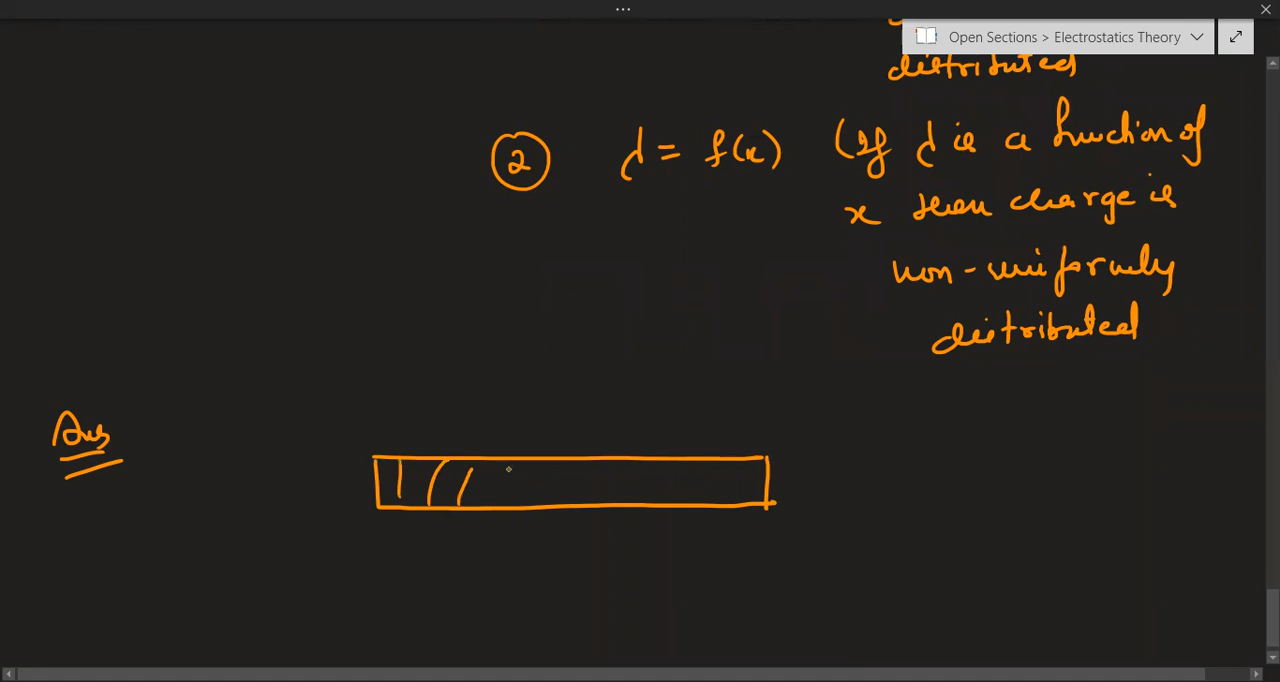 ...
Open Sections > Electrostatics Theory
distributed
② λ = f(x) (If λ is a function of
x then charge is
non-uniformly
distributed
Ans